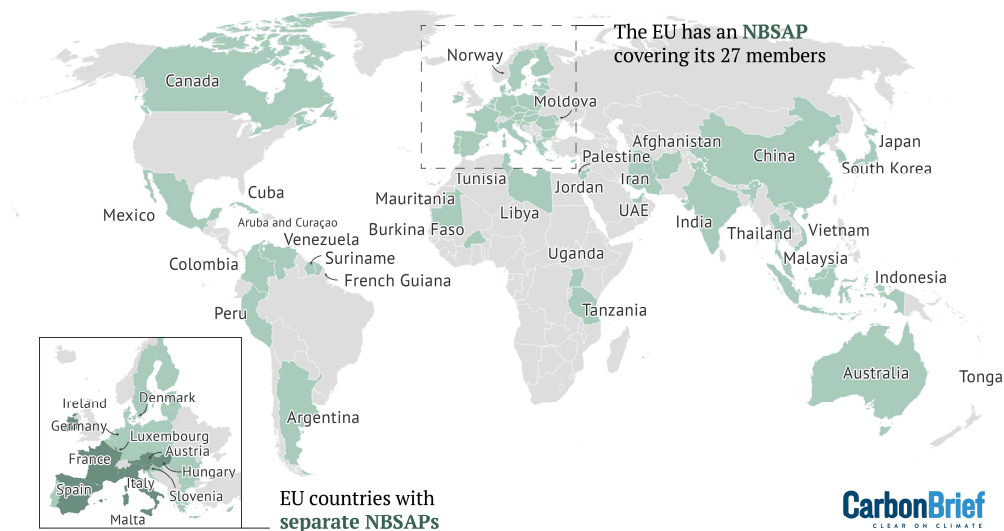 The EU has an NBSAP
covering its 27 members
Norway
Canada
Moldova
Afghanistan
Japan
Palestine
China
South Korea
Tunisia
Jordan
Iran
Cuba
Mauritania
Mexico
Libya
UAE
India
Aruba and Curaçao
Burkina Faso
Thailand
Vietnam
Venezuela
Uganda
Malaysia
Suriname
Colombia
French Guiana
Indonesia
Peru
Tanzania
Australia
Tonga
Argentina
Ireland
Denmark
Germany
Luxembourg
Austria
France
Hungary
Italy
Spain
Slovenia
Malta
EU countries with
separate NBSAPs
CarbonBrief
CLEAR ON CLIMATE